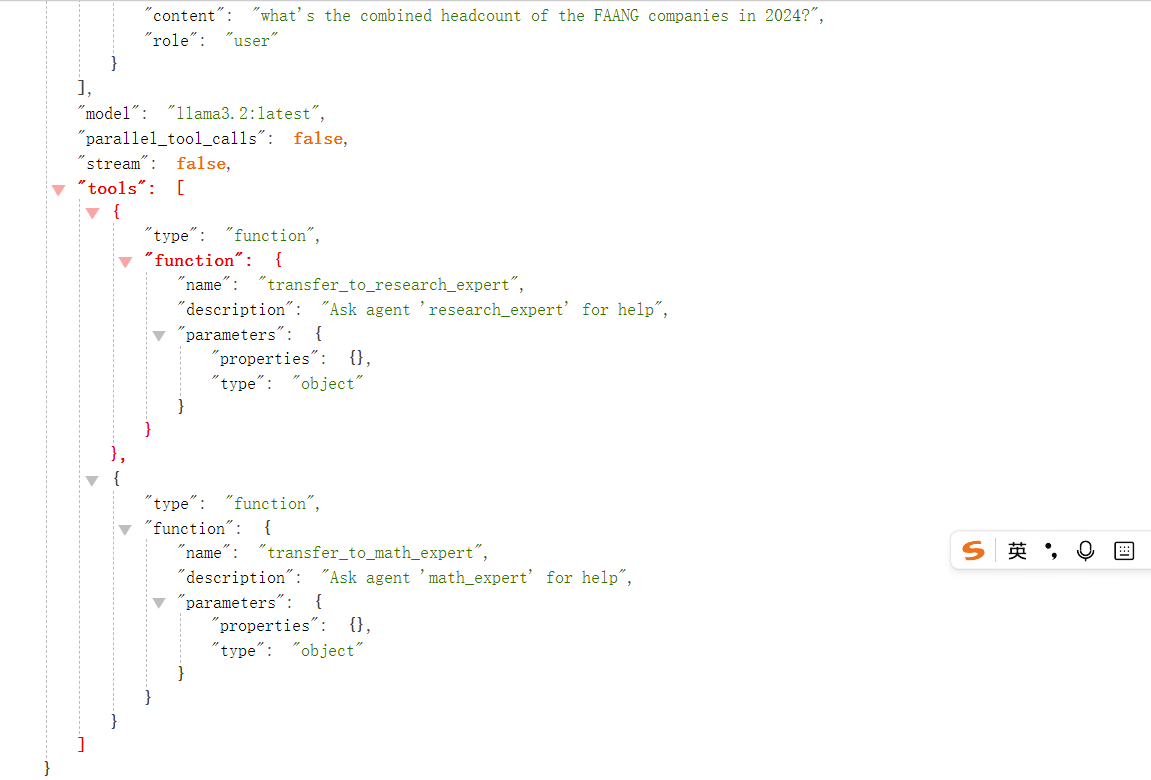 "content": "what's the combined headcount of the FAANG companies in 2024?",
"role": "user"
}
],
"model": "llama3.2:latest",
"parallel_tool_calls": false,
"stream": false,
"tools": [
{
"type": "function",
"function": {
"name": "transfer_to_research_expert",
"description": "Ask agent 'research_expert' for help",
"parameters": {
"properties": {},
"type": "object"
}
}
},
{
"type": "function",
"function": {
"name": "transfer_to_math_expert",
"description": "Ask agent 'math_expert' for help",
"parameters": {
"properties": {},
"type": "object"
}
}
}
]
}
S 英 •,